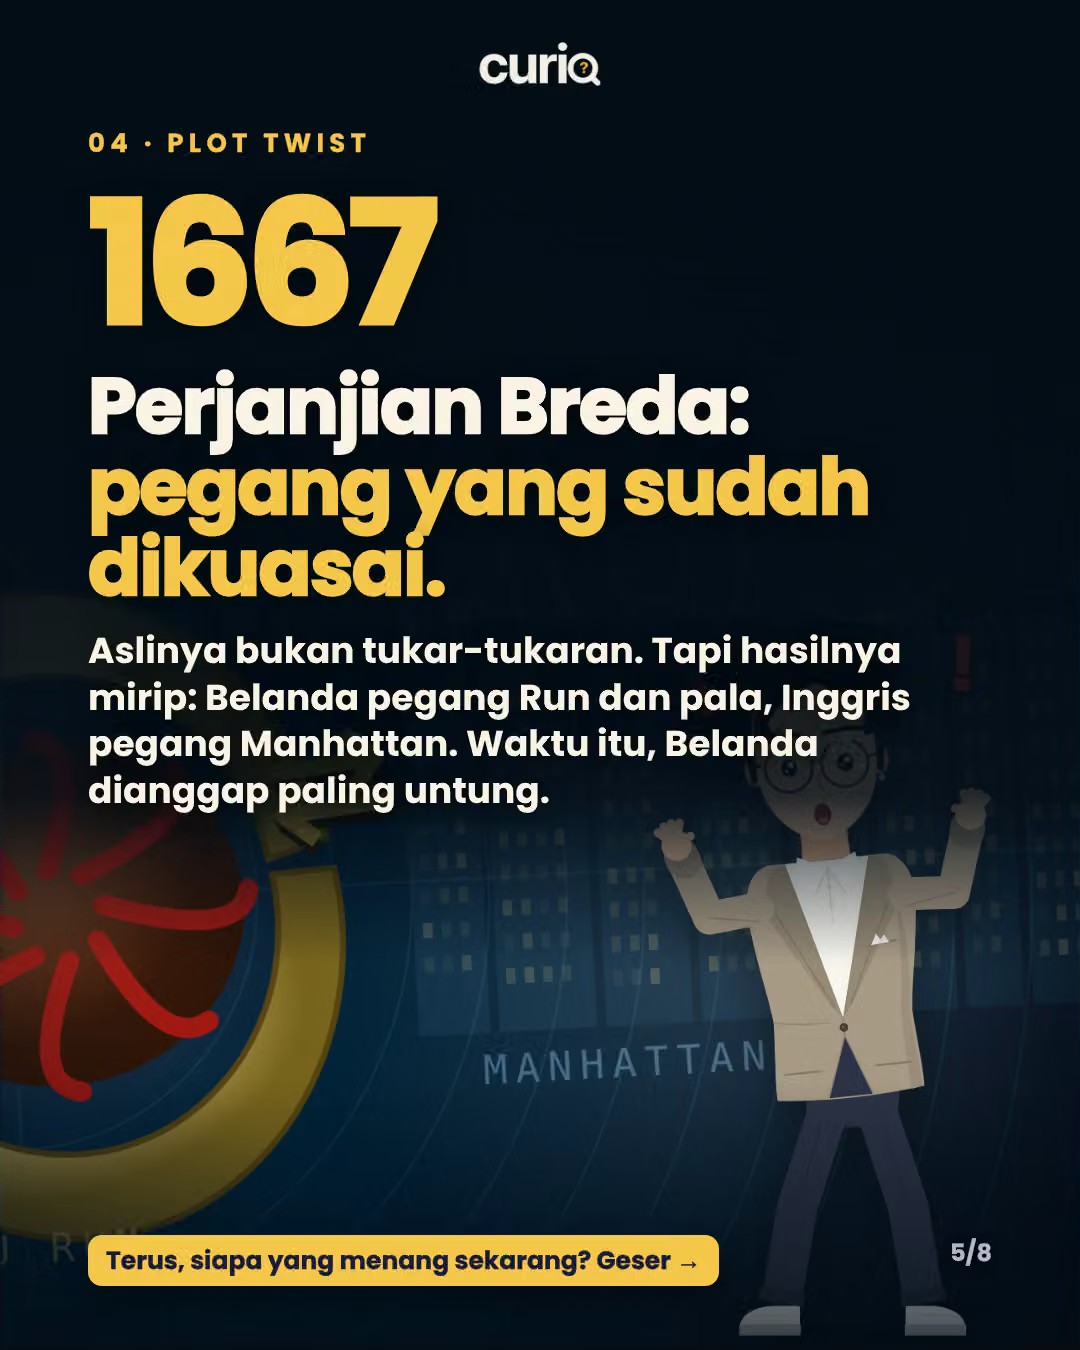 curiQ
04 · PLOT TWIST
1667
Perjanjian Breda:
pegang yang sudah
dikuasai.
Aslinya bukan tukar-tukaran. Tapi hasilnya
mirip: Belanda pegang Run dan pala, Inggris
pegang Manhattan. Waktu itu, Belanda
dianggap paling untung.
MANHATTAN
Terus, siapa yang menang sekarang? Geser →
5/8